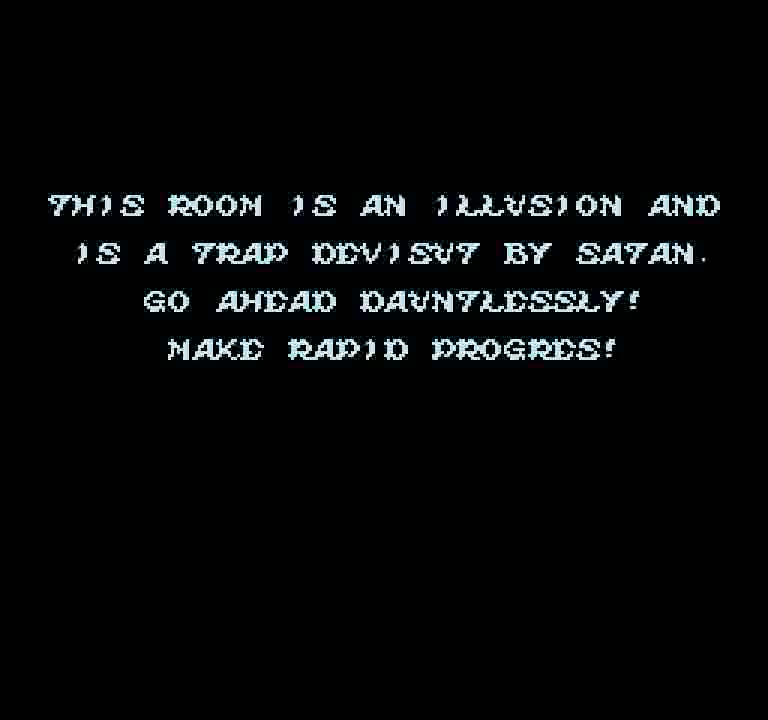 THIS ROOM IS AN ILLUSION AND
IS A TRAP DEVISUT BY SATAN.
GO AHEAD DAUNTLESSLY!
MAKE RAPID PROGRES!